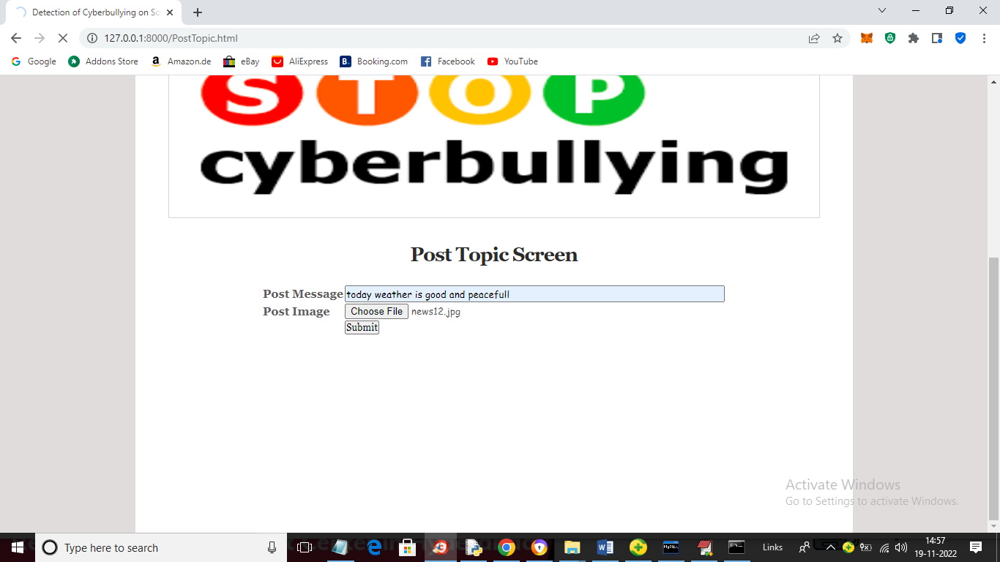 Detection of Cyberbullying on So
127.0.0.1:8000/PostTopic.html
Google Addons Store Amazon.de eBay AliExpress Booking.com Facebook YouTube
STOP
cyberbullying
Post Topic Screen
Post Message today weather is good and peacefull
Post Image Choose File news12.jpg
Submit
Activate Windows
Go to Settings to activate Windows.
Type here to search
Links
14:57
19-11-2022